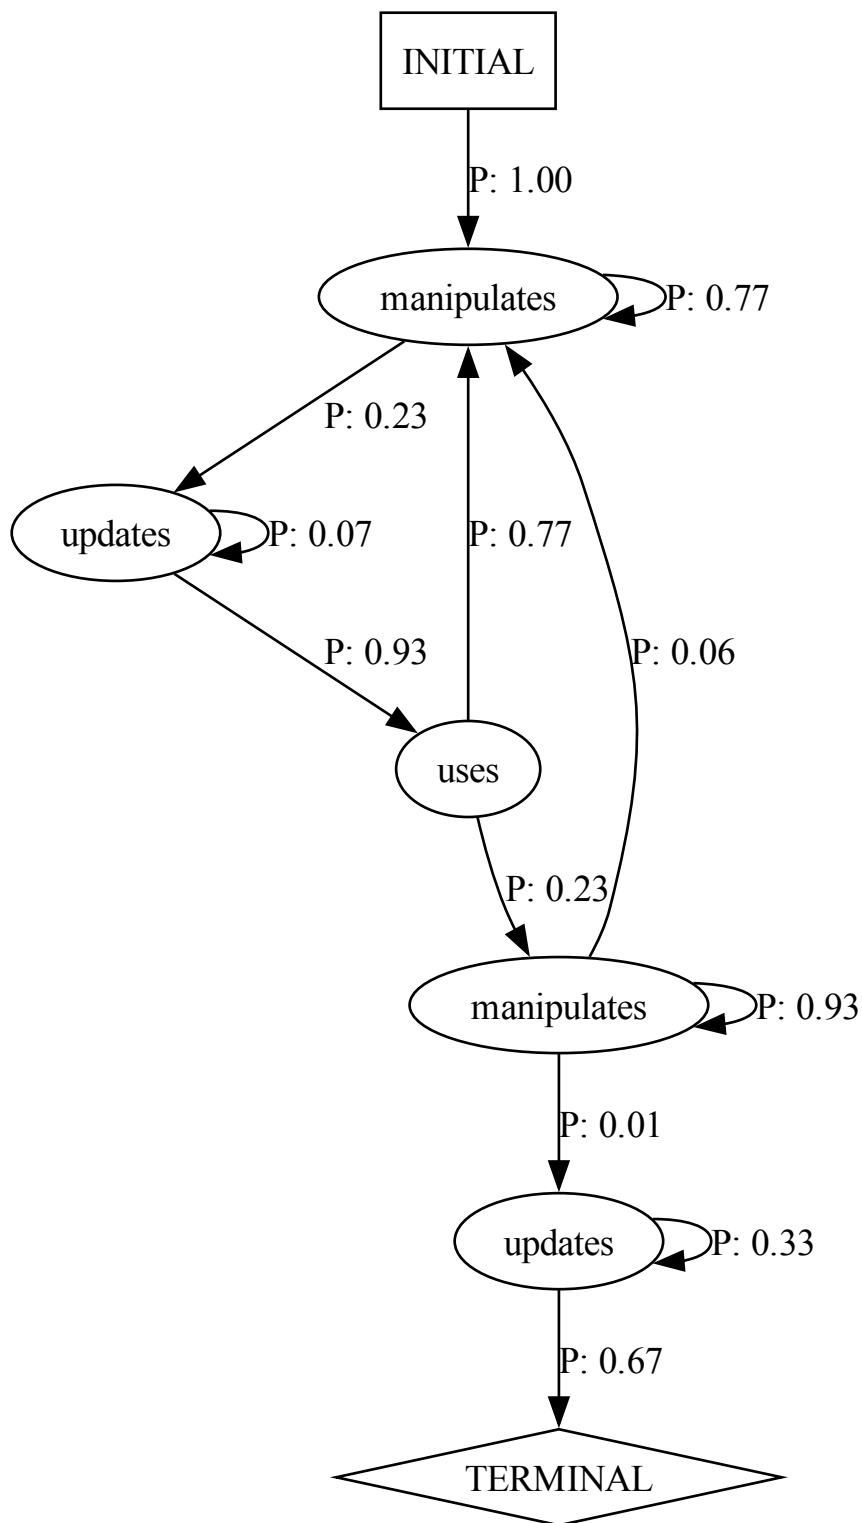 INITIAL
P: 1.00
manipulates
P: 0.77
P: 0.23
updates
P: 0.07
P: 0.77
P: 0.93
P: 0.06
uses
P: 0.23
manipulates
P: 0.93
P: 0.01
updates
P: 0.33
P: 0.67
TERMINAL